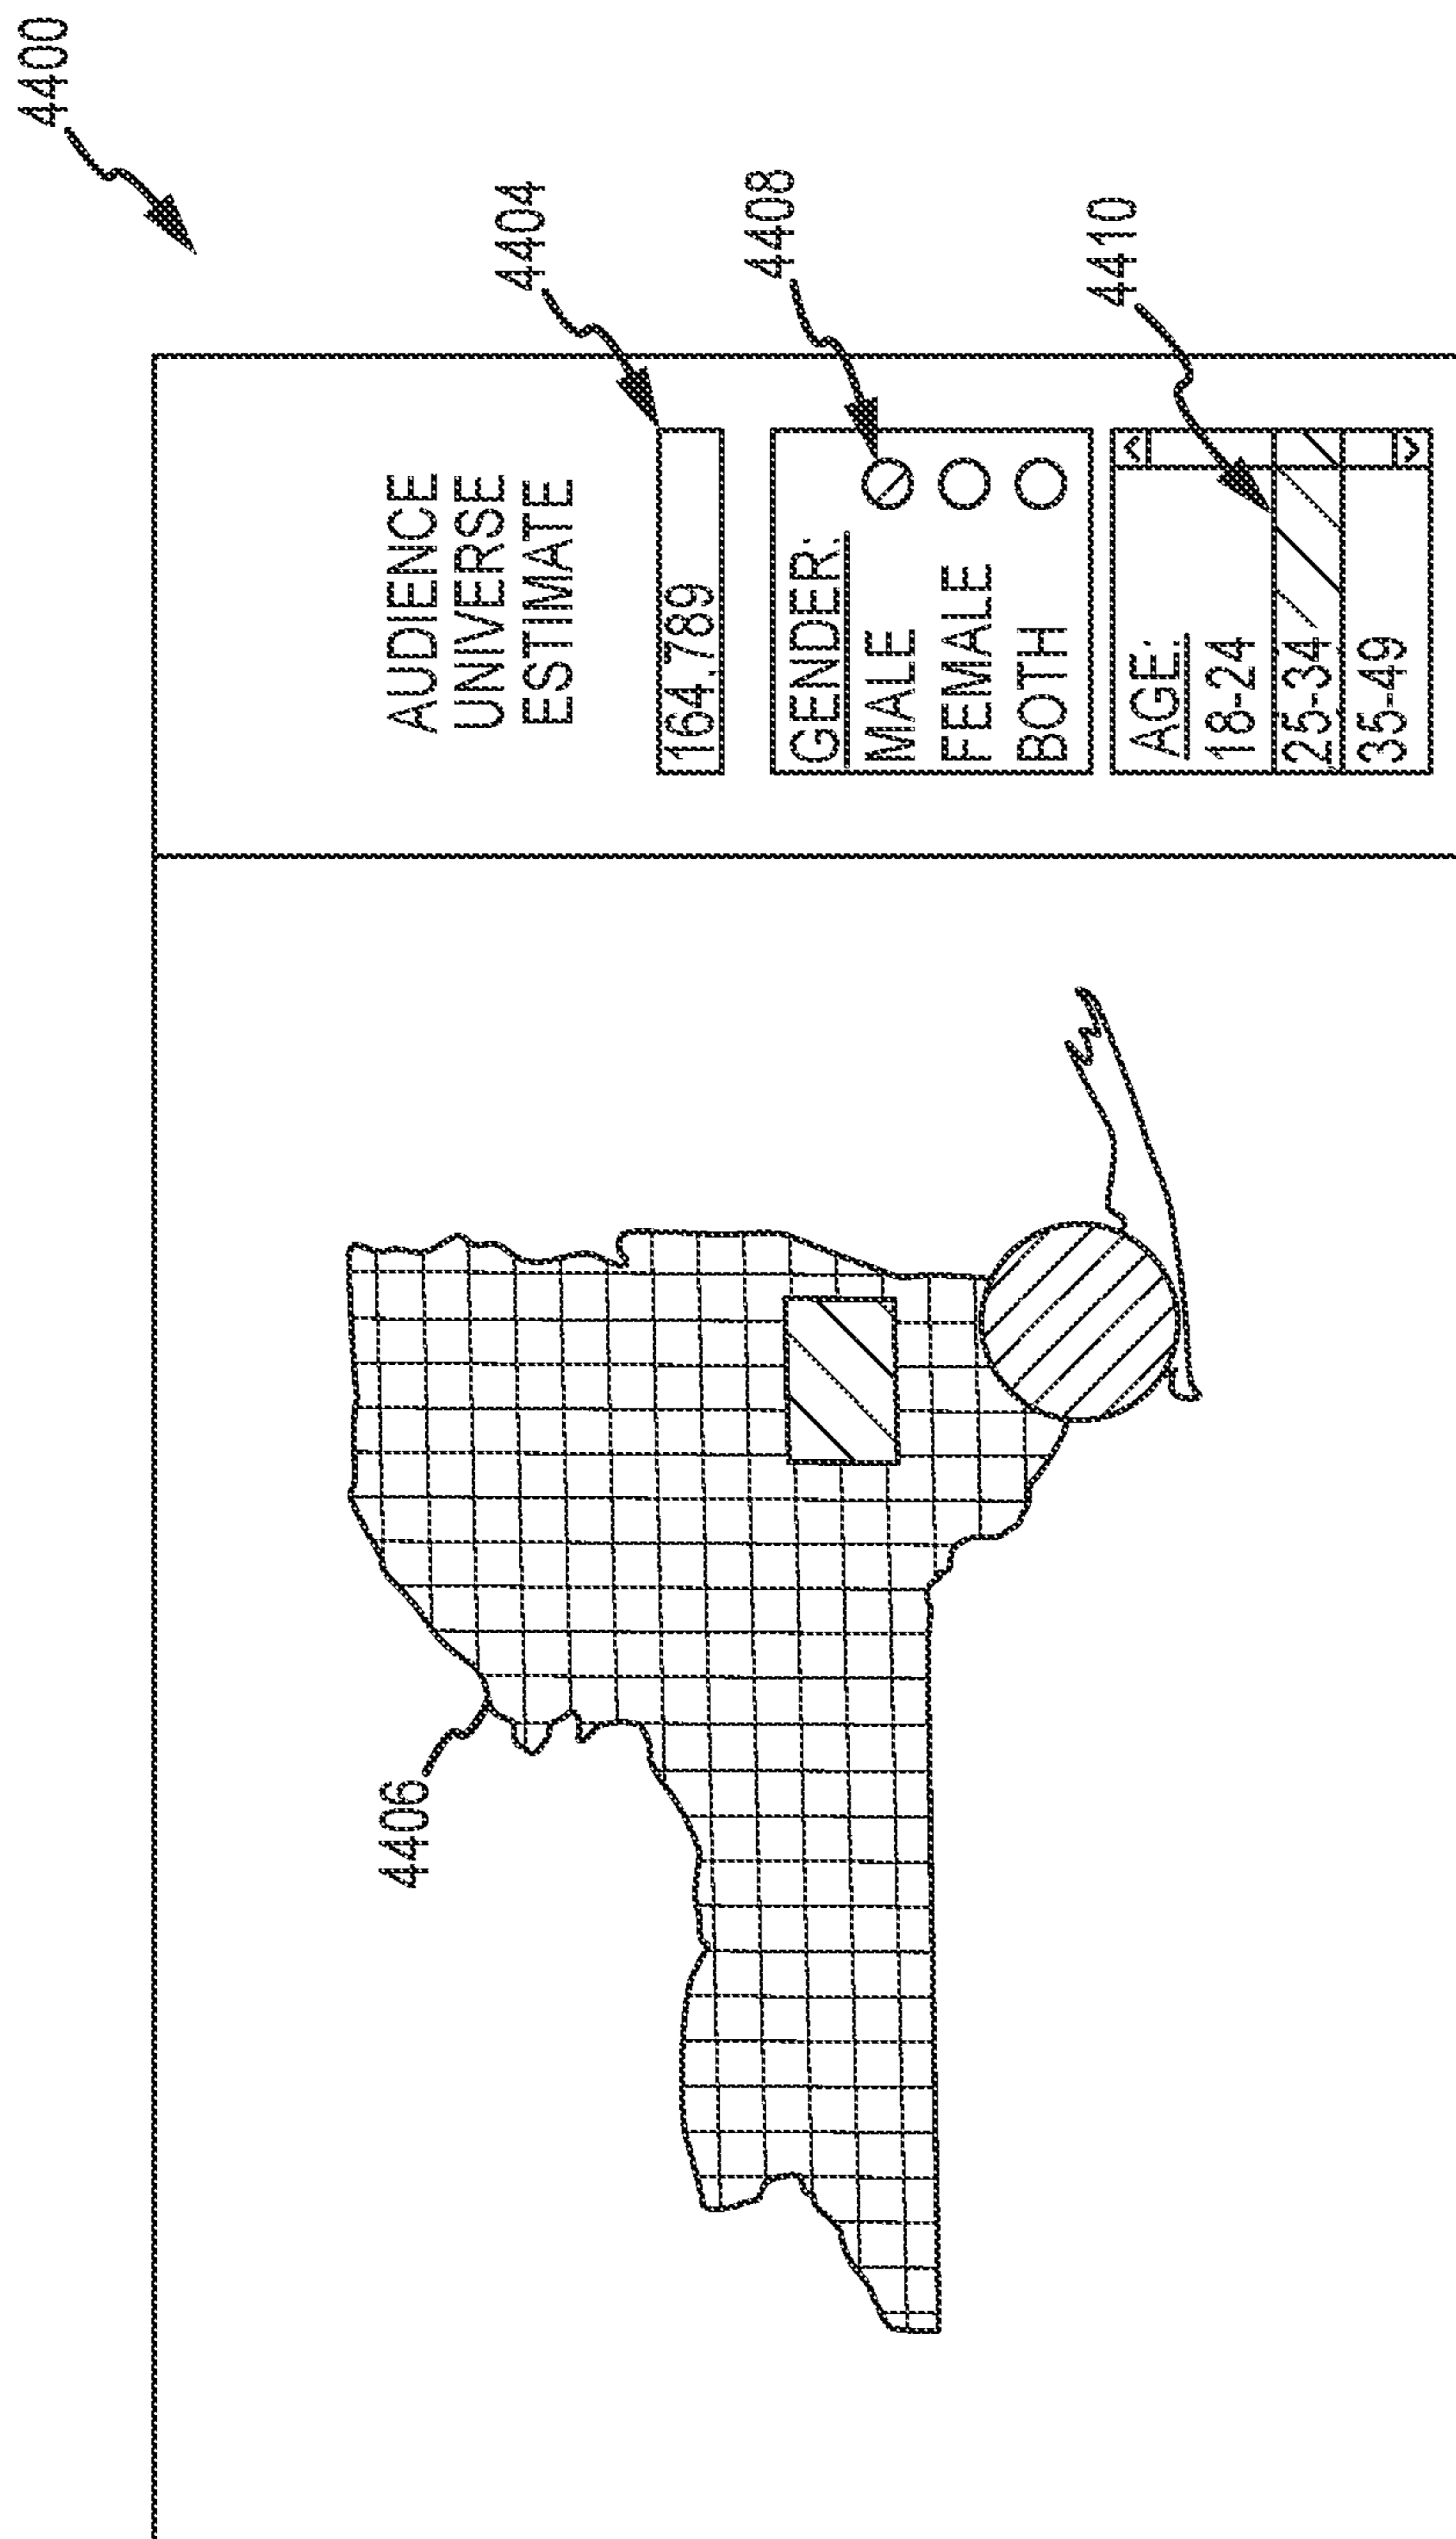 4400
AUDIENCE
UNIVERSE
ESTIMATE
4404
164,789
4408
GENDER:
MALE
FEMALE
BOTH
4410
AGE:
18-24
25-34
35-49
4406